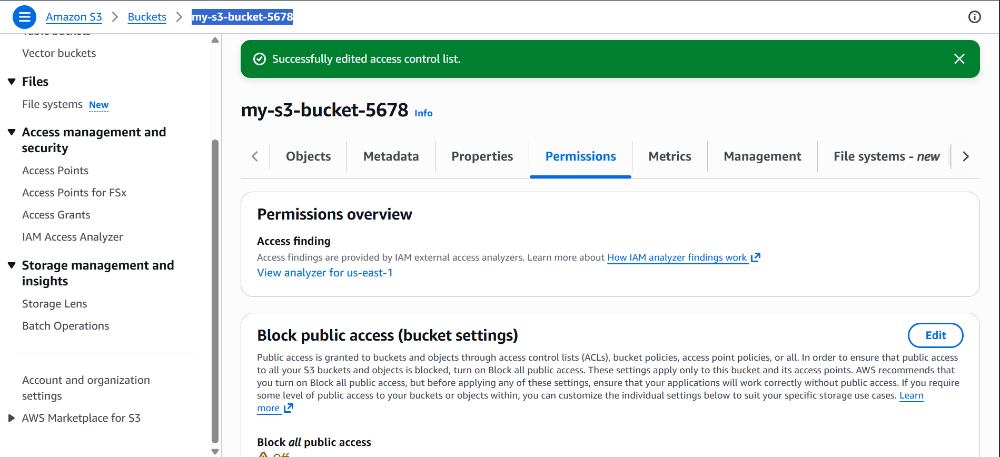 Amazon S3 > Buckets > my-s3-bucket-5678
Table buckets
Vector buckets
Files
File systems New
Access management and
security
Access Points
Access Points for FSx
Access Grants
IAM Access Analyzer
Storage management and
insights
Storage Lens
Batch Operations
Account and organization
settings
AWS Marketplace for S3
Successfully edited access control list.
my-s3-bucket-5678 Info
Objects Metadata Properties Permissions Metrics Management File systems - new
Permissions overview
Access finding
Access findings are provided by IAM external access analyzers. Learn more about How IAM analyzer findings work
View analyzer for us-east-1
Block public access (bucket settings)
Edit
Public access is granted to buckets and objects through access control lists (ACLs), bucket policies, access point policies, or all. In order to ensure that public access
to all your S3 buckets and objects is blocked, turn on Block all public access. These settings apply only to this bucket and its access points. AWS recommends that
you turn on Block all public access, but before applying any of these settings, ensure that your applications will work correctly without public access. If you require
some level of public access to your buckets or objects within, you can customize the individual settings below to suit your specific storage use cases. Learn
more
Block all public access
Off